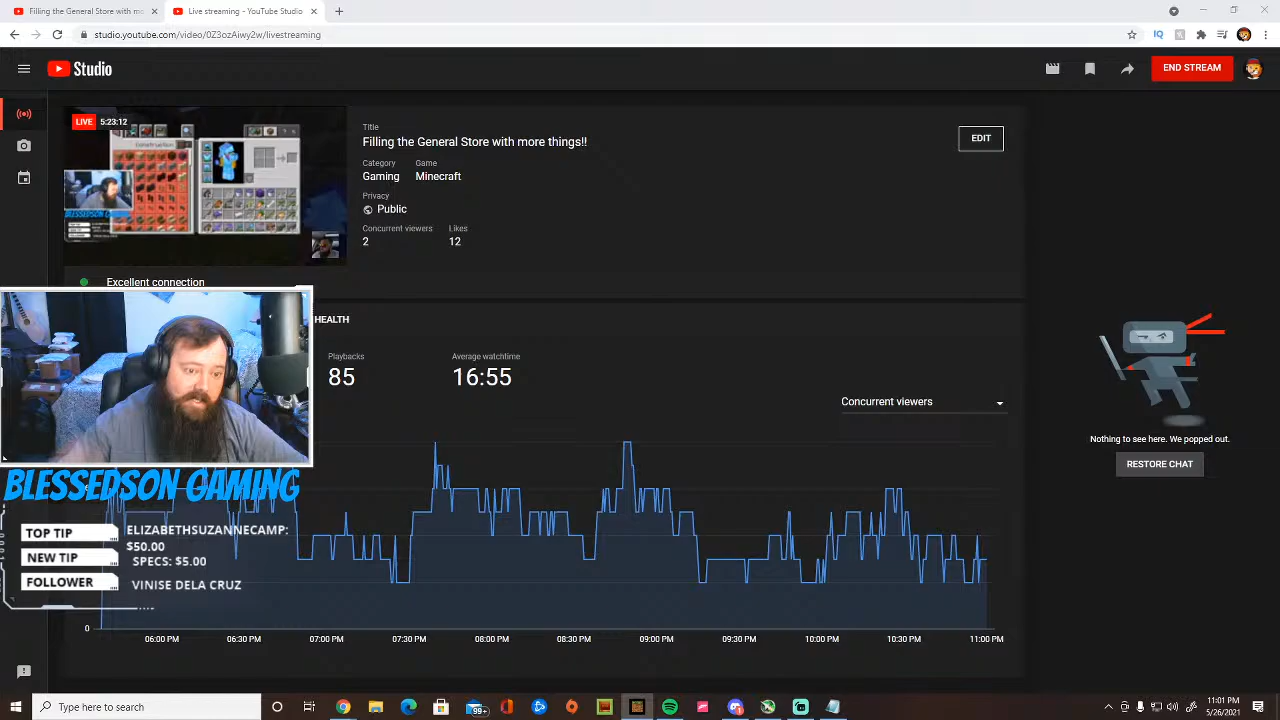 Filling the General Store with mo
Live streaming - YouTube Studio
studio.youtube.com/video/0Z3ozAiwy2w/livestreaming
IQ
Studio
END STREAM
LIVE 5:23:12
Title
Filling the General Store with more things!!
EDIT
Category Game
Gaming Minecraft
Privacy
Public
Concurrent viewers Likes
2 12
Excellent connection
HEALTH
Playbacks Average watchtime
85 16:55
Concurrent viewers
Nothing to see here. We popped out.
RESTORE CHAT
BLESSEDSON GAMING
TOP TIP ELIZABETHSUZANNECAMP:
$50.00
NEW TIP SPECS: $5.00
FOLLOWER VINISE DELA CRUZ
0
06:00 PM 06:30 PM 07:00 PM 07:30 PM 08:00 PM 08:30 PM 09:00 PM 09:30 PM 10:00 PM 10:30 PM 11:00 PM
Type here to search
99+
11:01 PM
5/26/2021